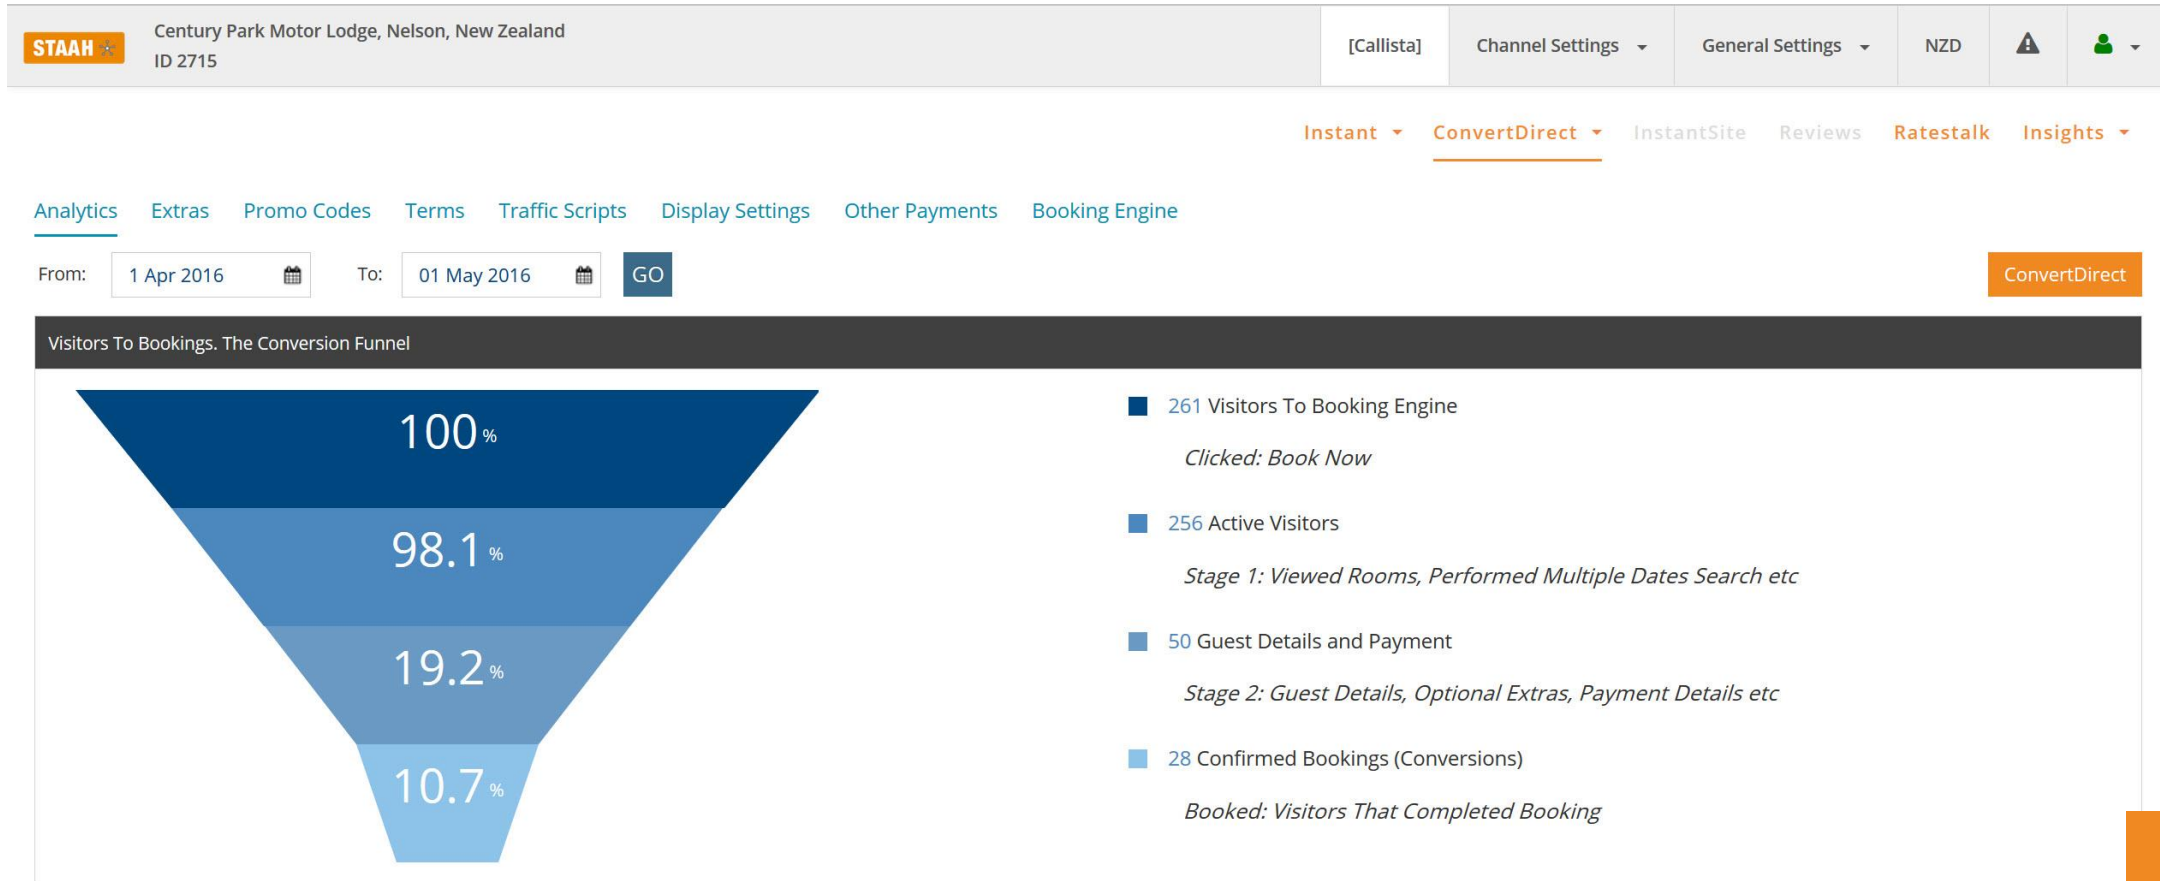 STAAH
Century Park Motor Lodge, Nelson, New Zealand
ID 2715
[Callista]
Channel Settings
General Settings
NZD
Instant
ConvertDirect
InstantSite
Reviews
Ratestalk
Insights
Analytics
Extras
Promo Codes
Terms
Traffic Scripts
Display Settings
Other Payments
Booking Engine
From:
1 Apr 2016
To:
01 May 2016
GO
ConvertDirect
Visitors To Bookings. The Conversion Funnel
100 %
261 Visitors To Booking Engine
Clicked: Book Now
98.1 %
256 Active Visitors
Stage 1: Viewed Rooms, Performed Multiple Dates Search etc
19.2 %
50 Guest Details and Payment
Stage 2: Guest Details, Optional Extras, Payment Details etc
10.7 %
28 Confirmed Bookings (Conversions)
Booked: Visitors That Completed Booking